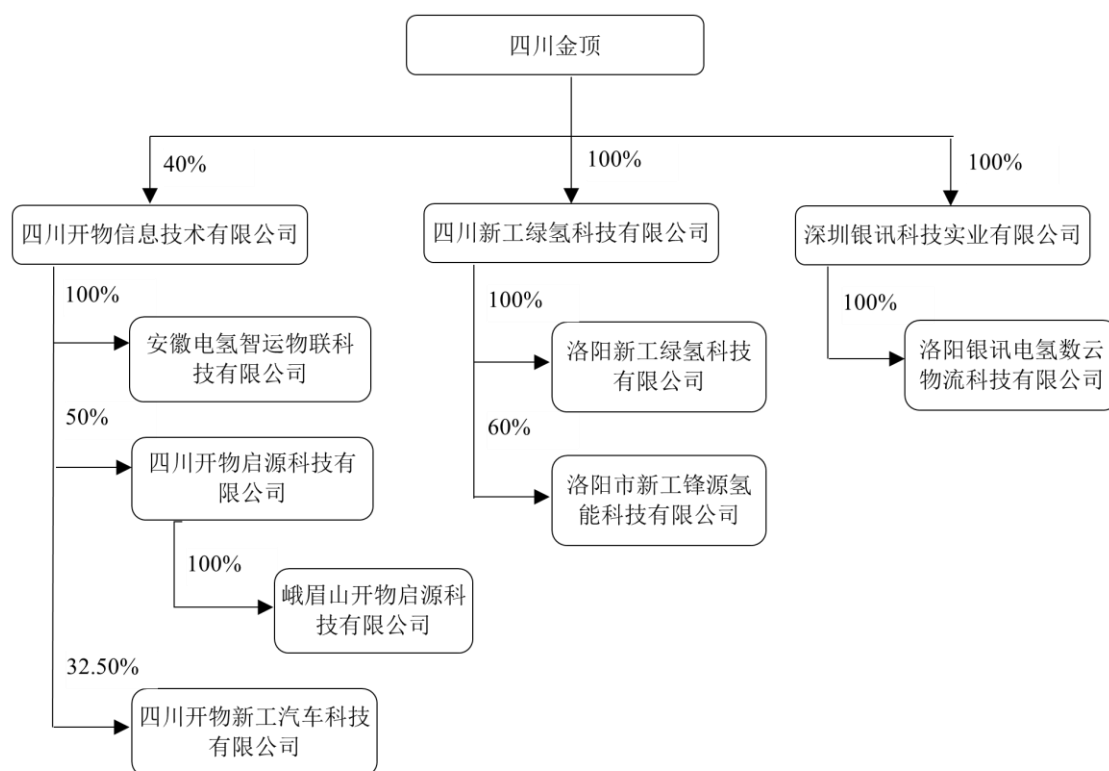 四川金顶
40%
100%
100%
四川开物信息技术有限公司
四川新工绿氢科技有限公司
深圳银讯科技实业有限公司
100%
安徽电氢智运物联科
技有限公司
50%
四川开物启源科技有
限公司
100%
峨眉山开物启源科
技有限公司
32.50%
四川开物新工汽车科技
有限公司
100%
洛阳新工绿氢科技
有限公司
60%
洛阳市新工锋源氢
能科技有限公司
100%
洛阳银讯电氢数云
物流科技有限公司